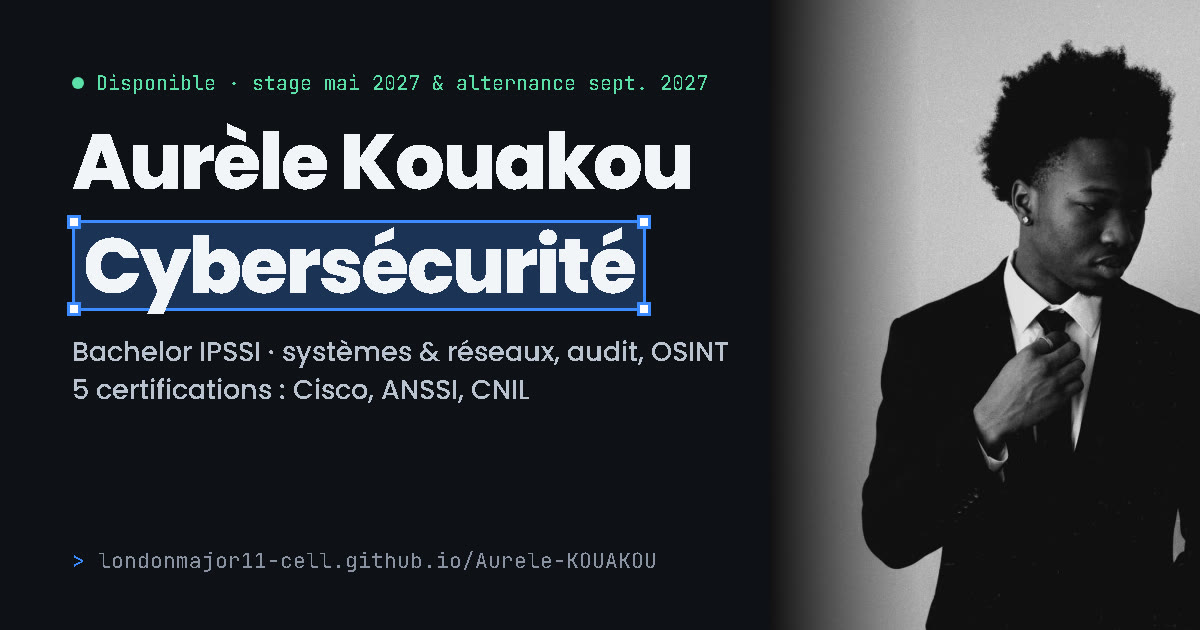 Disponible · stage mai 2027 & alternance sept. 2027
Aurèle Kouakou
Cybersécurité
Bachelor IPSSI · systèmes & réseaux, audit, OSINT
5 certifications : Cisco, ANSSI, CNIL
> londonmajor11-cell.github.io/Aurele-KOUAKOU